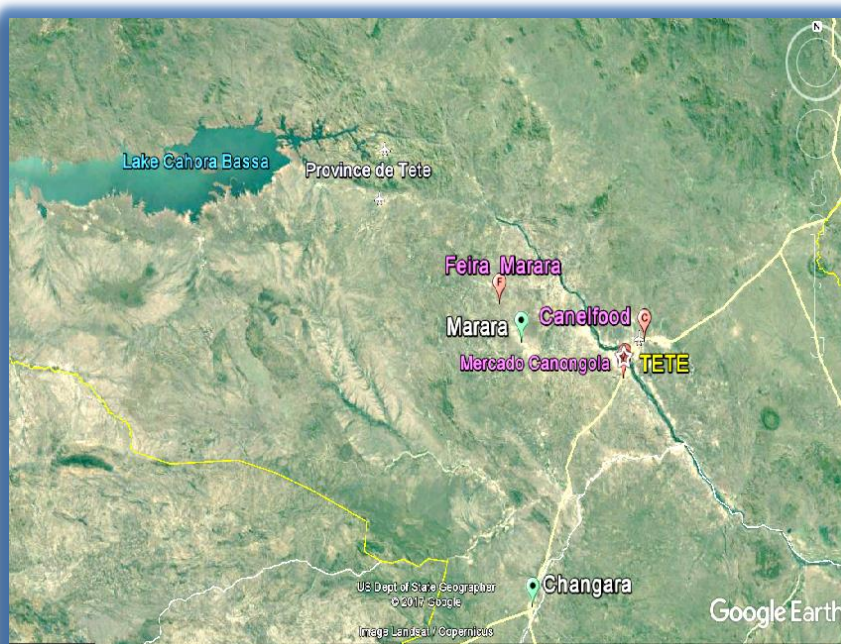 N
Lake Cahora Bassa
Province de Tete
Feira Marara
F
Marara
Canelfood
C
Mercado Canongola
TETE
Changara
US Dept of State Geographer
© 2017 Google
Image Landsat / Copernicus
Google Earth